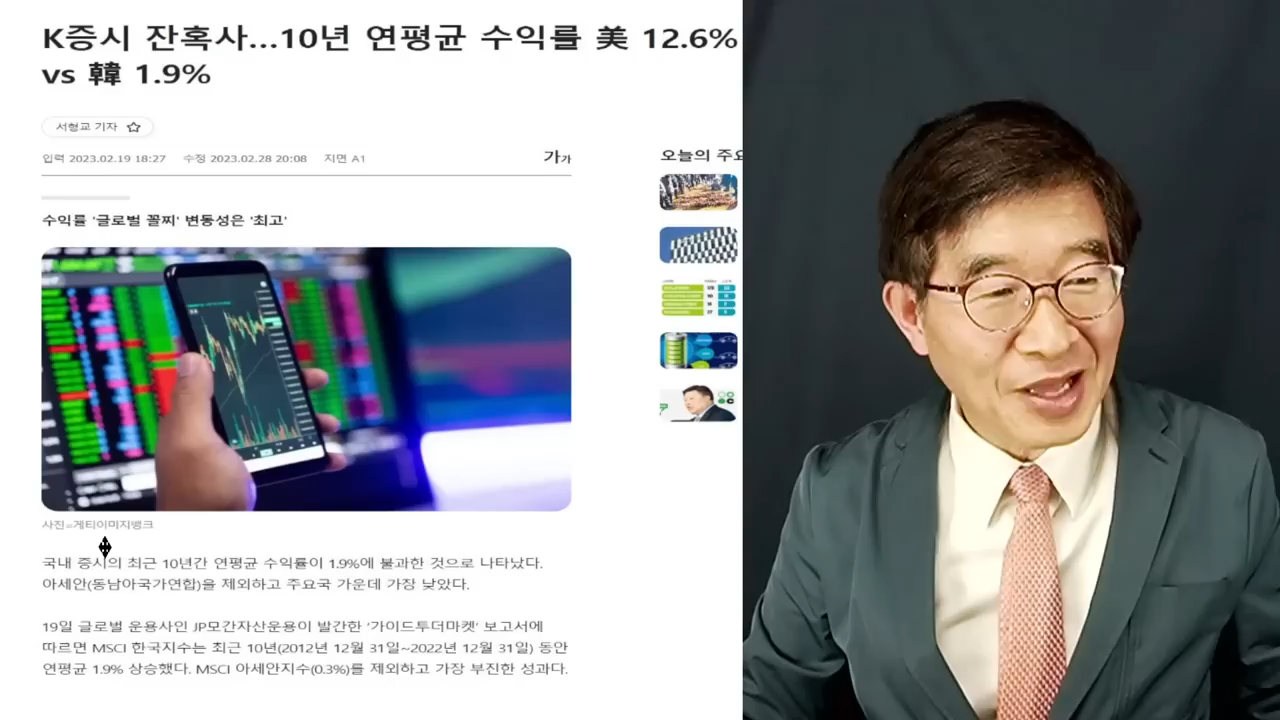 K증시 잔혹사...10년 연평균 수익률 美 12.6%
vs 韓 1.9%
서형교 기자
입력 2023.02.19 18:27 수정 2023.02.28 20:08 지면 A1
가가
오늘의 주요
수익률 '글로벌 꼴찌' 변동성은 '최고'
사진=게티이미지뱅크
국내 증시의 최근 10년간 연평균 수익률이 1.9%에 불과한 것으로 나타났다.
아세안(동남아국가연합)을 제외하고 주요국 가운데 가장 낮았다.
19일 글로벌 운용사인 JP모간자산운용이 발간한 '가이드투더마켓' 보고서에
따르면 MSCI 한국지수는 최근 10년(2012년 12월 31일~2022년 12월 31일) 동안
연평균 1.9% 상승했다. MSCI 아세안지수(0.3%)를 제외하고 가장 부진한 성과다.